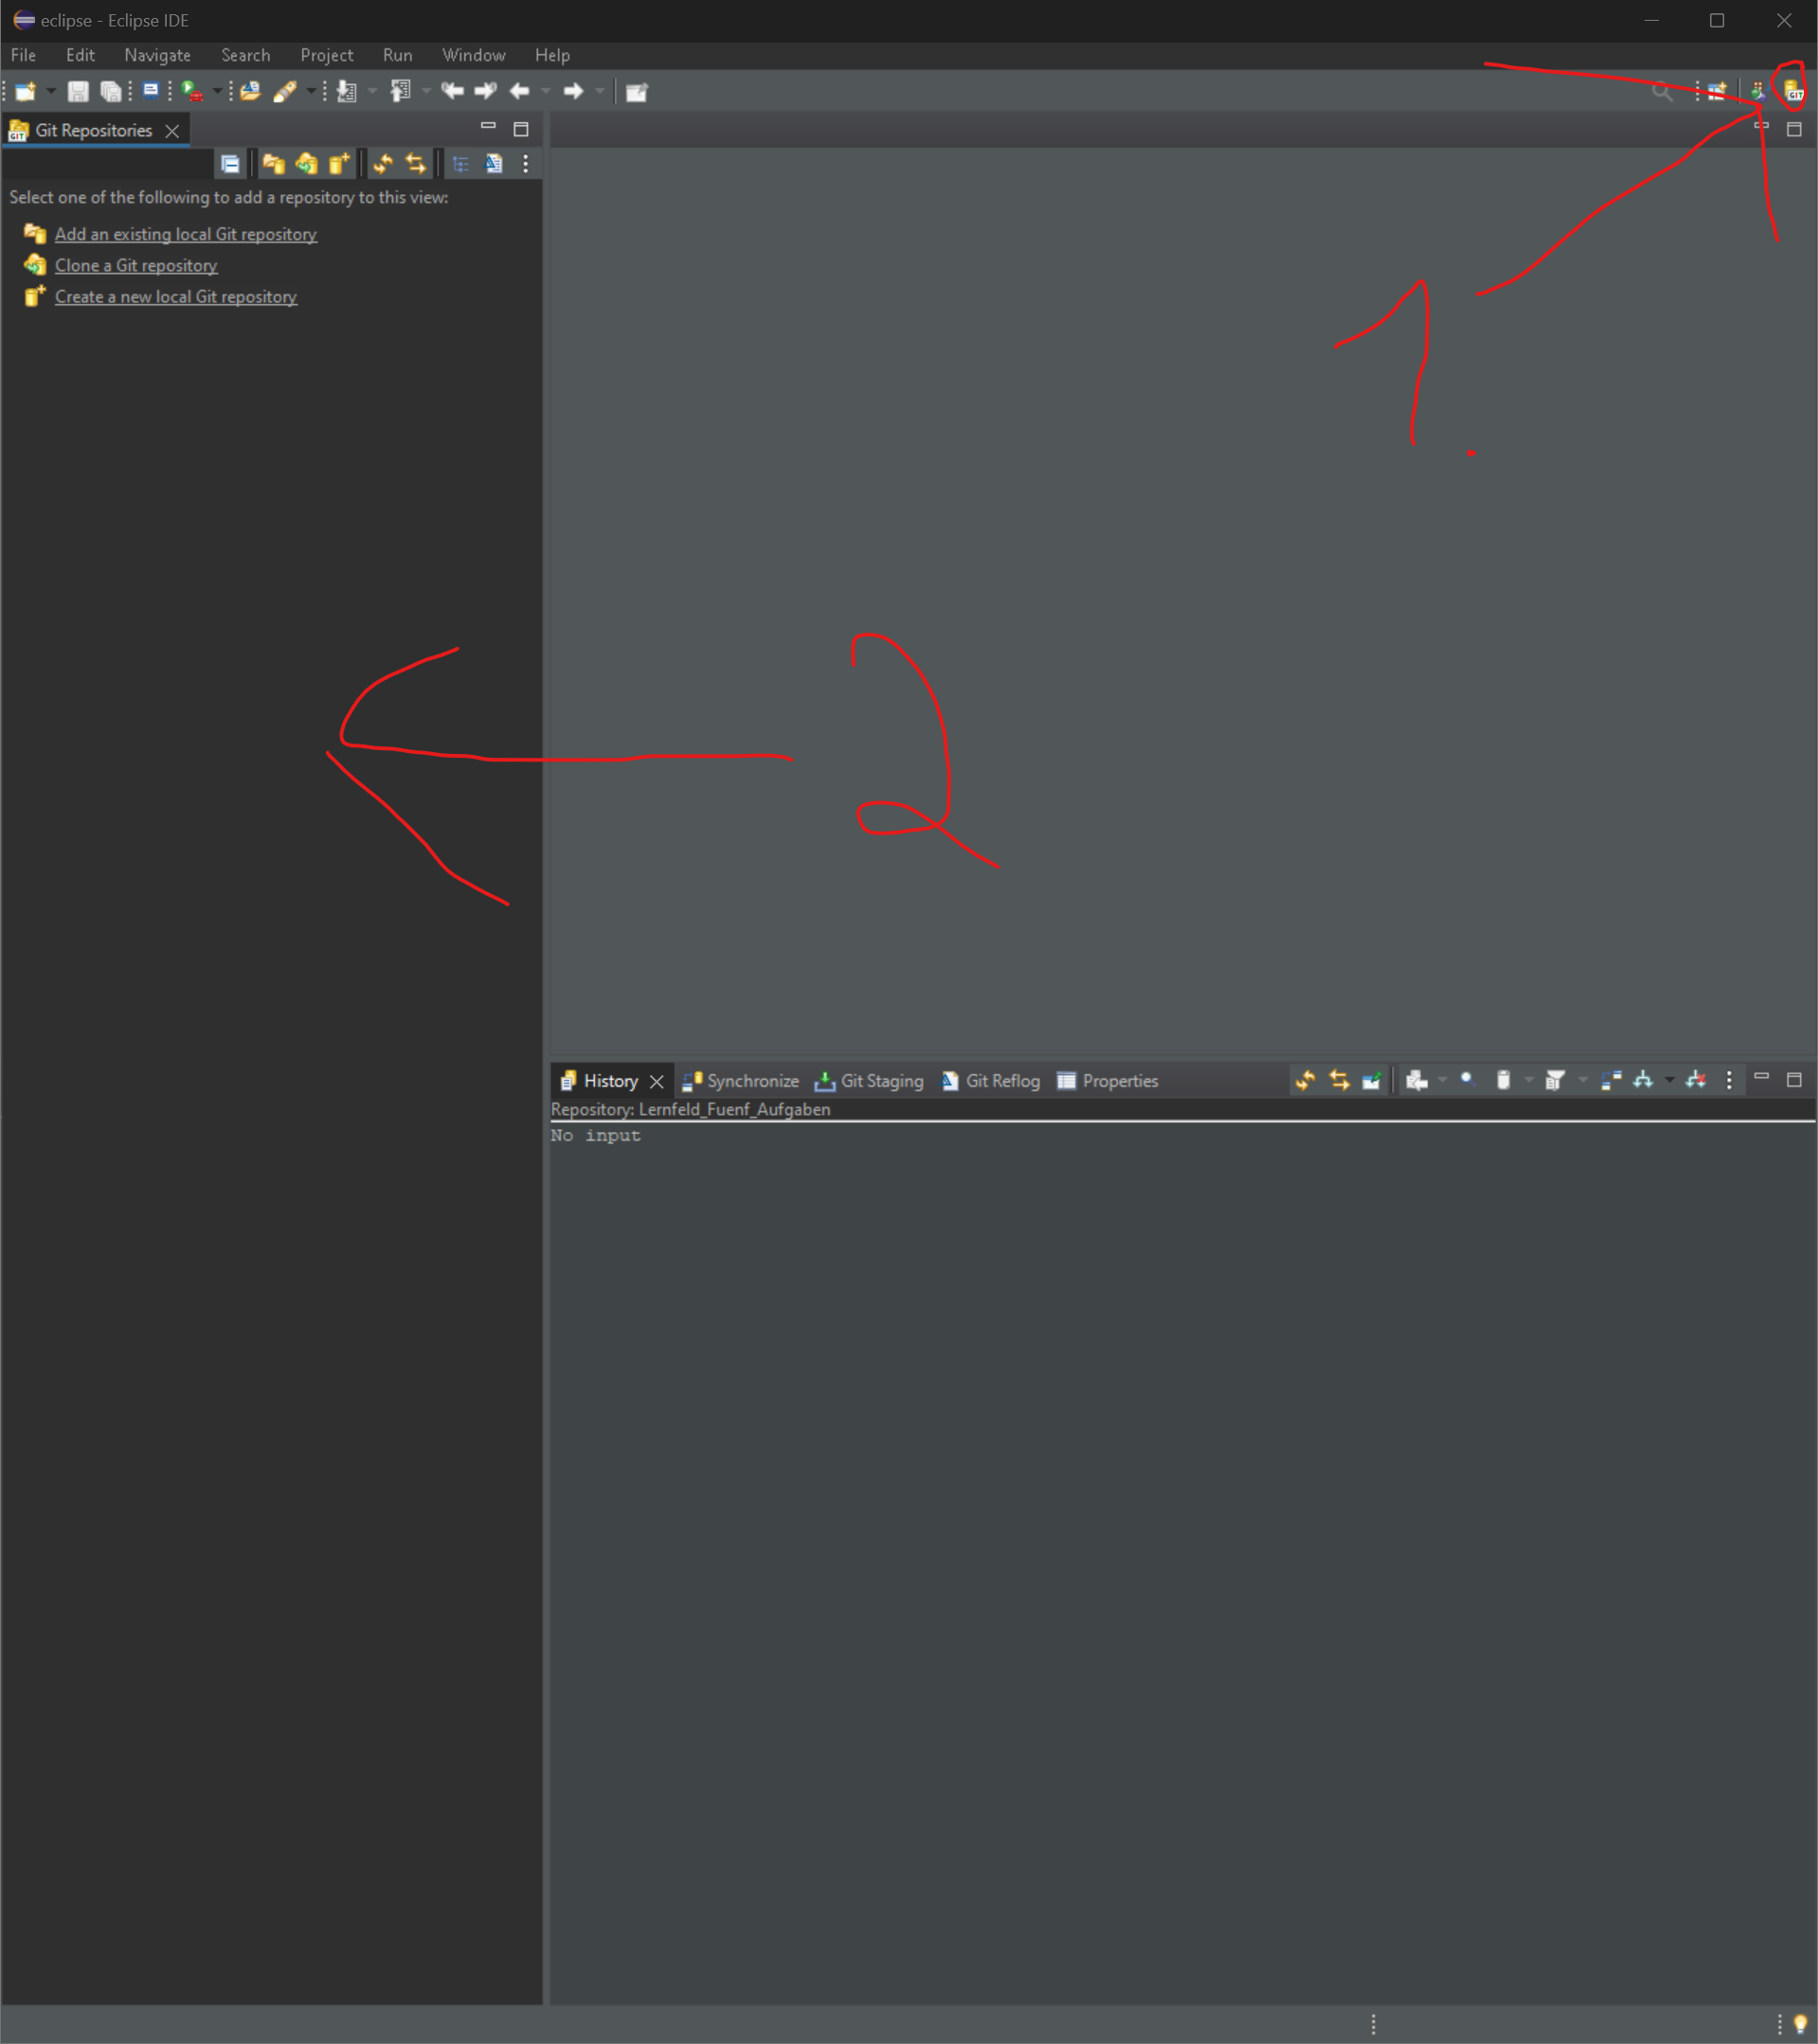 eclipse - Eclipse IDE
File Edit Navigate Search Project Run Window Help
GIT
GIT Git Repositories
Select one of the following to add a repository to this view:
Add an existing local Git repository
Clone a Git repository
Create a new local Git repository
1.
2
History Synchronize Git Staging Git Reflog Properties
Repository: Lernfeld_Fuenf_Aufgaben
No input